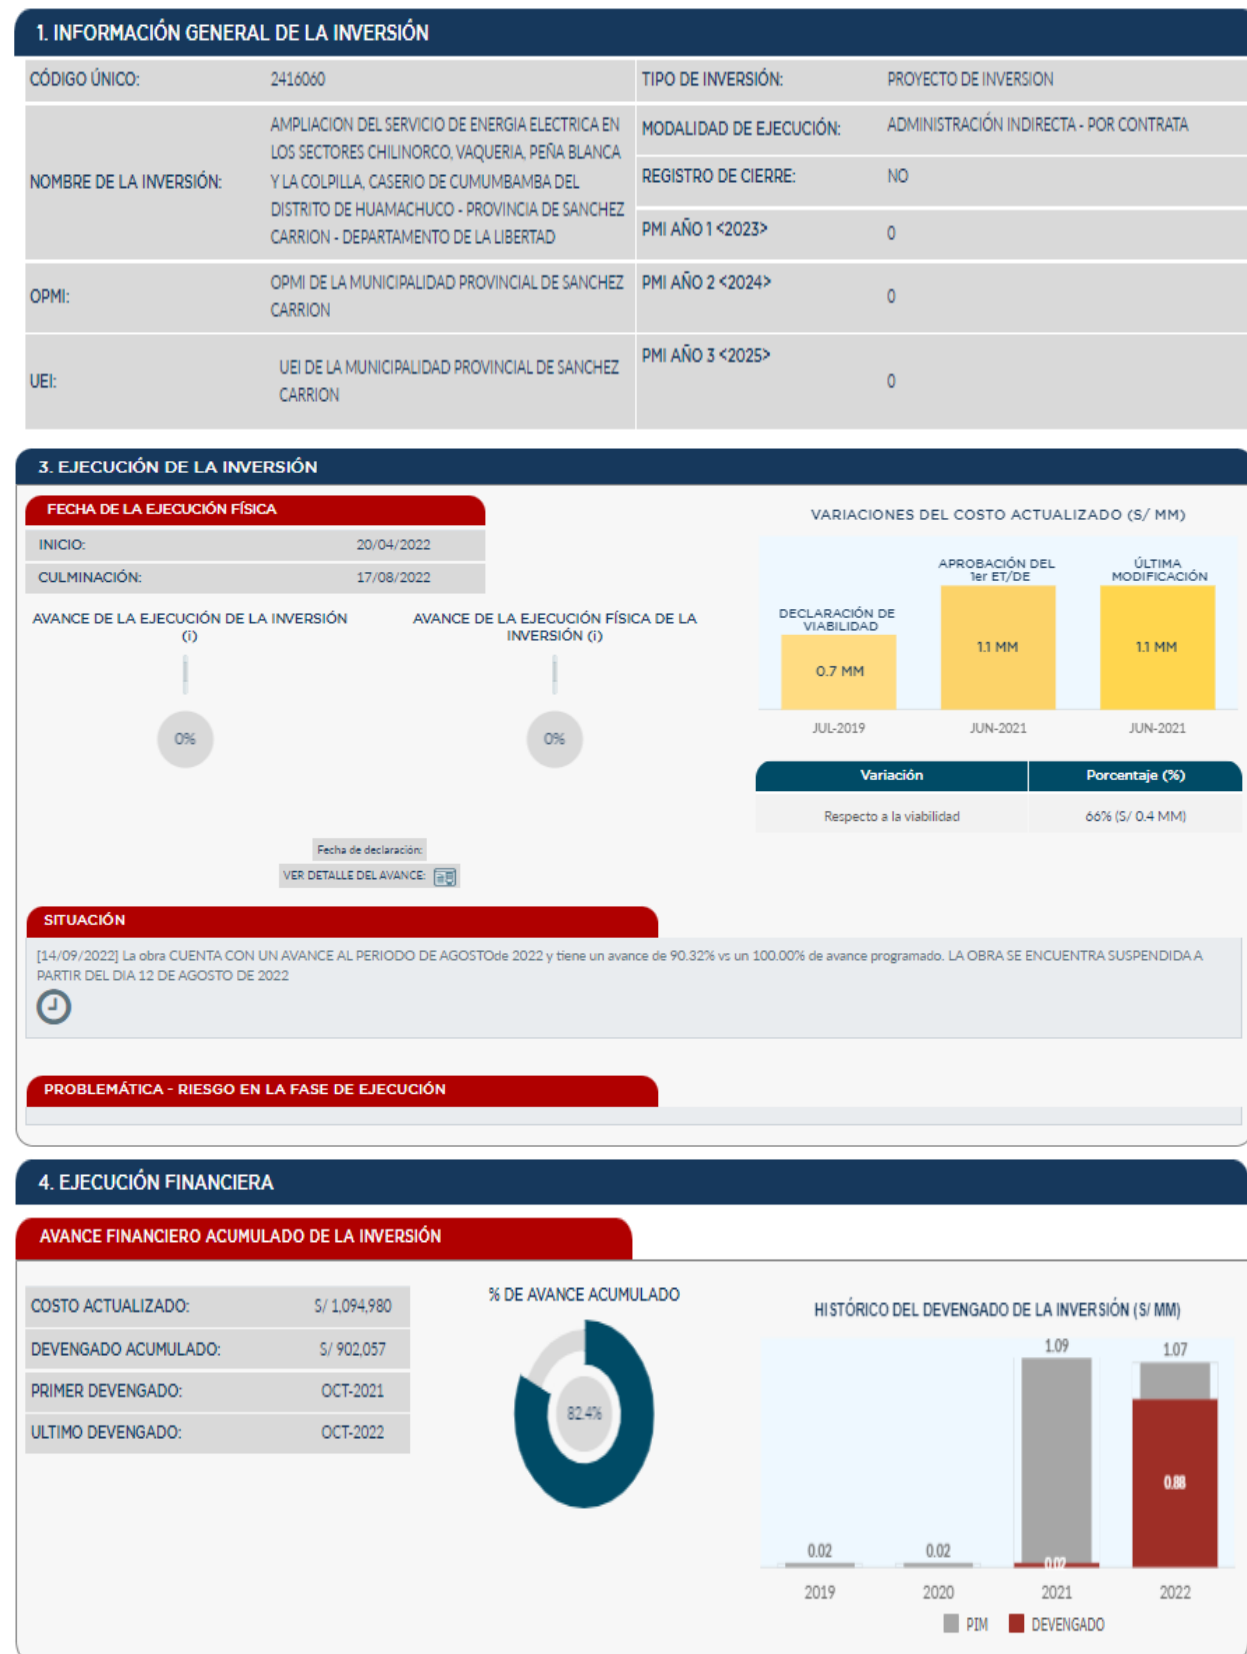 1. INFORMACIÓN GENERAL DE LA INVERSIÓN
CÓDIGO ÚNICO: 2416060 TIPO DE INVERSIÓN: PROYECTO DE INVERSION
NOMBRE DE LA INVERSIÓN:
AMPLIACION DEL SERVICIO DE ENERGIA ELECTRICA EN
LOS SECTORES CHILINORCO, VAQUERIA, PEÑA BLANCA
Y LA COLPILLA, CASERIO DE CUMUMBAMBA DEL
DISTRITO DE HUAMACHUCO - PROVINCIA DE SANCHEZ
CARRION - DEPARTAMENTO DE LA LIBERTAD
MODALIDAD DE EJECUCIÓN: ADMINISTRACIÓN INDIRECTA - POR CONTRATA
REGISTRO DE CIERRE: NO
PMI AÑO 1 <2023> 0
OPMI:
OPMI DE LA MUNICIPALIDAD PROVINCIAL DE SANCHEZ
CARRION
PMI AÑO 2 <2024> 0
UEI:
UEI DE LA MUNICIPALIDAD PROVINCIAL DE SANCHEZ
CARRION
PMI AÑO 3 <2025> 0
3. EJECUCIÓN DE LA INVERSIÓN
FECHA DE LA EJECUCIÓN FÍSICA
INICIO: 20/04/2022
CULMINACIÓN: 17/08/2022
AVANCE DE LA EJECUCIÓN DE LA INVERSIÓN
(i)
0%
AVANCE DE LA EJECUCIÓN FÍSICA DE LA
INVERSIÓN (i)
0%
Fecha de declaración:
VER DETALLE DEL AVANCE:
VARIACIONES DEL COSTO ACTUALIZADO (S/ MM)
DECLARACIÓN DE
VIABILIDAD
0.7 MM
JUL-2019
APROBACIÓN DEL
1er ET/DE
1.1 MM
JUN-2021
ÚLTIMA
MODIFICACIÓN
1.1 MM
JUN-2021
Variación Porcentaje (%)
Respecto a la viabilidad 66% (S/ 0.4 MM)
SITUACIÓN
[14/09/2022] La obra CUENTA CON UN AVANCE AL PERIODO DE AGOSTOde 2022 y tiene un avance de 90.32% vs un 100.00% de avance programado. LA OBRA SE ENCUENTRA SUSPENDIDA A
PARTIR DEL DIA 12 DE AGOSTO DE 2022
PROBLEMÁTICA - RIESGO EN LA FASE DE EJECUCIÓN
4. EJECUCIÓN FINANCIERA
AVANCE FINANCIERO ACUMULADO DE LA INVERSIÓN
COSTO ACTUALIZADO: S/ 1,094,980
DEVENGADO ACUMULADO: S/ 902,057
PRIMER DEVENGADO: OCT-2021
ULTIMO DEVENGADO: OCT-2022
% DE AVANCE ACUMULADO
82.4%
HISTÓRICO DEL DEVENGADO DE LA INVERSIÓN (S/ MM)
1.09 1.07
0.88
0.02 0.02 0.02
2019 2020 2021 2022
PIM DEVENGADO